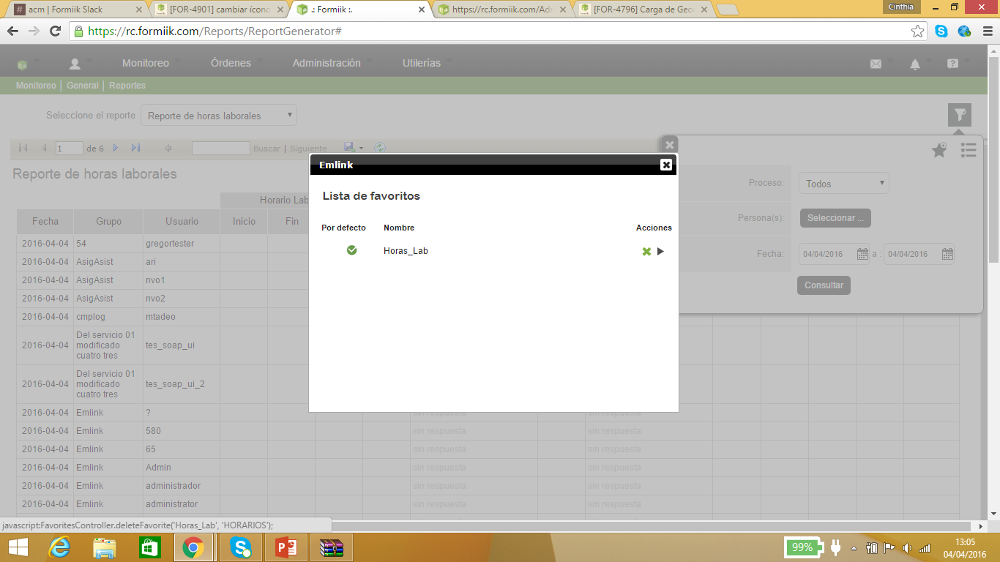 acm | Formiik Slack
[FOR-4901] cambiar ícono
.: Formiik :.
https://rc.formiik.com/Adm
[FOR-4796] Carga de Geo
Cinthia
https://rc.formiik.com/Reports/ReportGenerator#
Monitoreo Órdenes Administración Utilerías
Monitoreo | General | Reportes
Seleccione el reporte Reporte de horas laborales
1 de 6 Buscar | Siguiente
Reporte de horas laborales
Emlink
Lista de favoritos
Por defecto Nombre Acciones
Horas_Lab
Proceso: Todos
Persona(s): Seleccionar ...
Fecha: 04/04/2016 a : 04/04/2016
Consultar
Horario Lab
Fecha Grupo Usuario Inicio Fin
2016-04-04 54 gregortester
2016-04-04 AsigAsist ari
2016-04-04 AsigAsist nvo1
2016-04-04 AsigAsist nvo2
2016-04-04 cmplog mtadeo
2016-04-04 Del servicio 01
modificado
cuatro tres tes_soap_ui
2016-04-04 Del servicio 01
modificado
cuatro tres tes_soap_ui_2
2016-04-04 Emlink ? sin respuesta sin respuesta
2016-04-04 Emlink 580 sin respuesta sin respuesta
2016-04-04 Emlink 65 sin respuesta sin respuesta
2016-04-04 Emlink Admin sin respuesta sin respuesta
2016-04-04 Emlink administrador sin respuesta sin respuesta
2016-04-04 Emlink administrator sin respuesta sin respuesta
javascript:FavoritesController.deleteFavorite('Horas_Lab', 'HORARIOS');
99%
13:05
04/04/2016